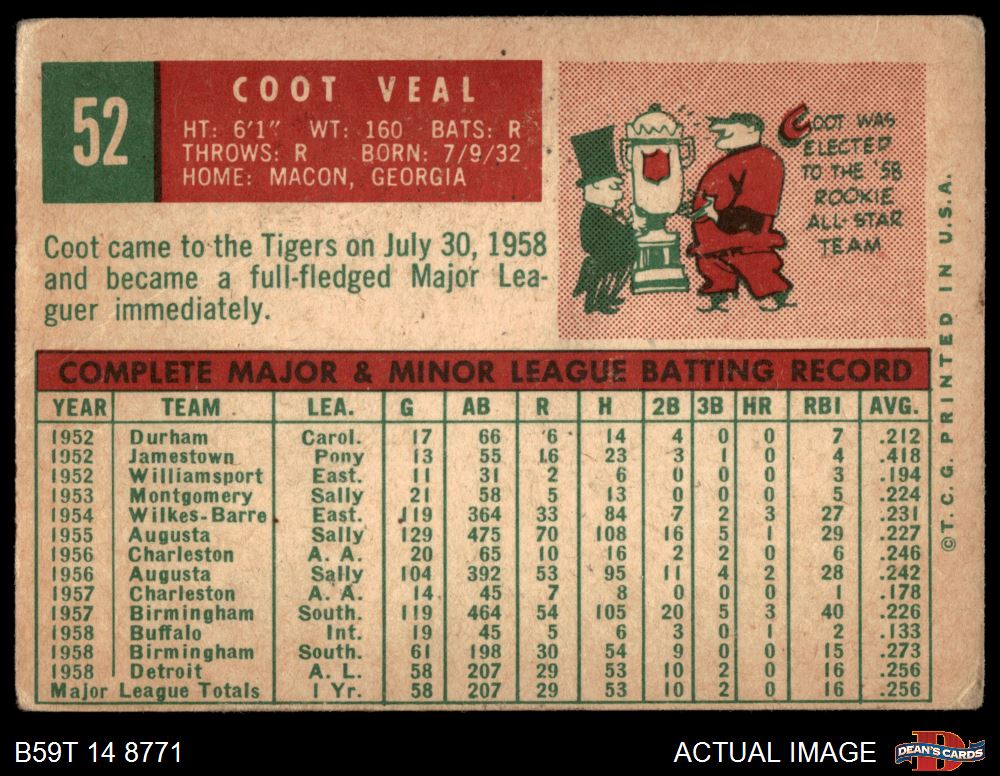 52
COOT VEAL
HT: 6'1" WT: 160 BATS: R
THROWS: R BORN: 7/9/32
HOME: MACON, GEORGIA
COOT WAS
ELECTED
TO THE '58
ROOKIE
ALL-STAR
TEAM
Coot came to the Tigers on July 30, 1958
and became a full-fledged Major Lea-
guer immediately.
COMPLETE MAJOR & MINOR LEAGUE BATTING RECORD
YEAR TEAM LEA. G AB R H 2B 3B HR RBI AVG.
1952 Durham Carol. 17 66 6 14 4 0 0 7 .212
1952 Jamestown Pony 13 55 16 23 3 1 0 4 .418
1952 Williamsport East. 11 31 2 6 0 0 0 3 .194
1953 Montgomery Sally 21 58 5 13 0 0 0 5 .224
1954 Wilkes-Barre East. 119 364 33 84 7 2 3 27 .231
1955 Augusta Sally 129 475 70 108 16 5 1 29 .227
1956 Charleston A. A. 20 65 10 16 2 2 0 6 .246
1956 Augusta Sally 104 392 53 95 11 4 2 28 .242
1957 Charleston A. A. 14 45 7 8 0 0 0 1 .178
1957 Birmingham South. 119 464 54 105 20 5 3 40 .226
1958 Buffalo Int. 19 45 5 6 3 0 1 2 .133
1958 Birmingham South. 61 198 30 54 9 0 0 15 .273
1958 Detroit A. L. 58 207 29 53 10 2 0 16 .256
Major League Totals 1 Yr. 58 207 29 53 10 2 0 16 .256
© T. C. G. PRINTED IN U.S.A.
B59T 14 8771
ACTUAL IMAGE
DEAN'S CARDS